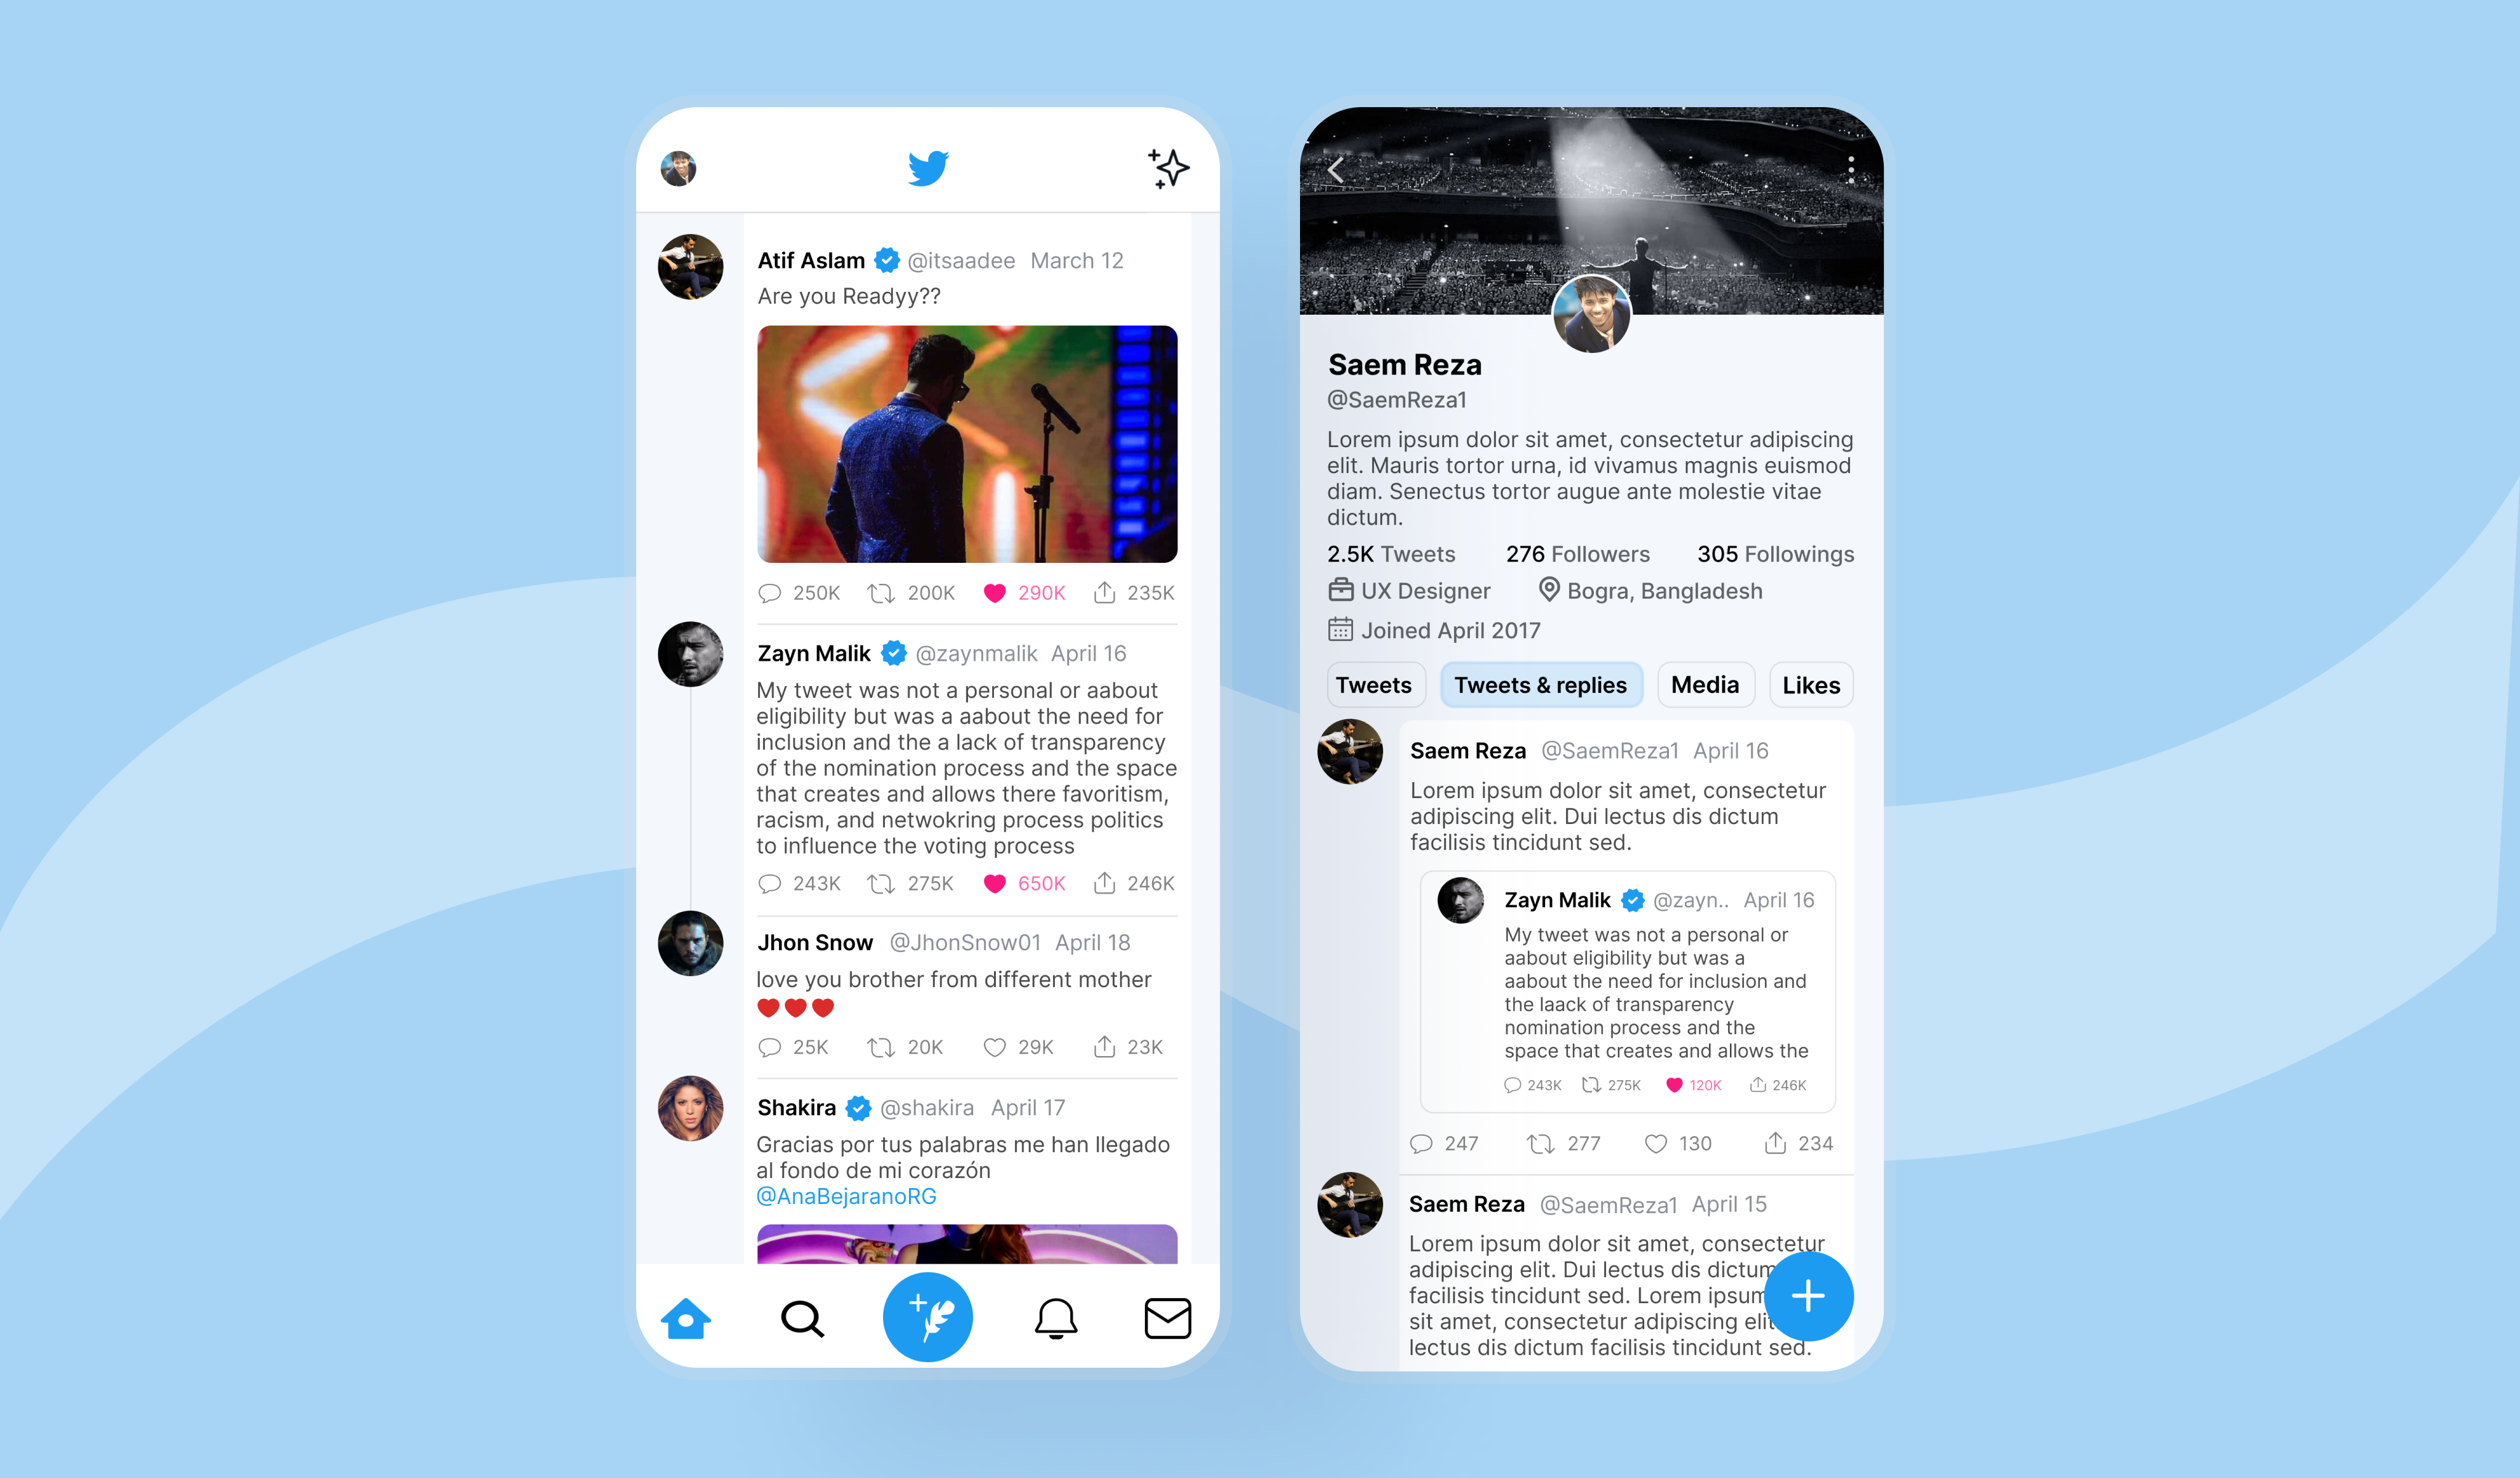 Atif Aslam @itsaadee March 12
Are you Readyy??
250K 200K 290K 235K
Zayn Malik @zaynmalik April 16
My tweet was not a personal or aabout
eligibility but was a aabout the need for
inclusion and the a lack of transparency
of the nomination process and the space
that creates and allows there favoritism,
racism, and netwokring process politics
to influence the voting process
243K 275K 650K 246K
Jhon Snow @JhonSnow01 April 18
love you brother from different mother
25K 20K 29K 23K
Shakira @shakira April 17
Gracias por tus palabras me han llegado
al fondo de mi corazón
@AnaBejaranoRG
Saem Reza
@SaemReza1
Lorem ipsum dolor sit amet, consectetur adipiscing
elit. Mauris tortor urna, id vivamus magnis euismod
diam. Senectus tortor augue ante molestie vitae
dictum.
2.5K Tweets 276 Followers 305 Followings
UX Designer Bogra, Bangladesh
Joined April 2017
Tweets Tweets & replies Media Likes
Saem Reza @SaemReza1 April 16
Lorem ipsum dolor sit amet, consectetur
adipiscing elit. Dui lectus dis dictum
facilisis tincidunt sed.
Zayn Malik @zayn.. April 16
My tweet was not a personal or
aabout eligibility but was a
aabout the need for inclusion and
the laack of transparency
nomination process and the
space that creates and allows the
243K 275K 120K 246K
247 277 130 234
Saem Reza @SaemReza1 April 15
Lorem ipsum dolor sit amet, consectetur
adipiscing elit. Dui lectus dis dictum
facilisis tincidunt sed. Lorem ipsum
sit amet, consectetur adipiscing elit
lectus dis dictum facilisis tincidunt sed.